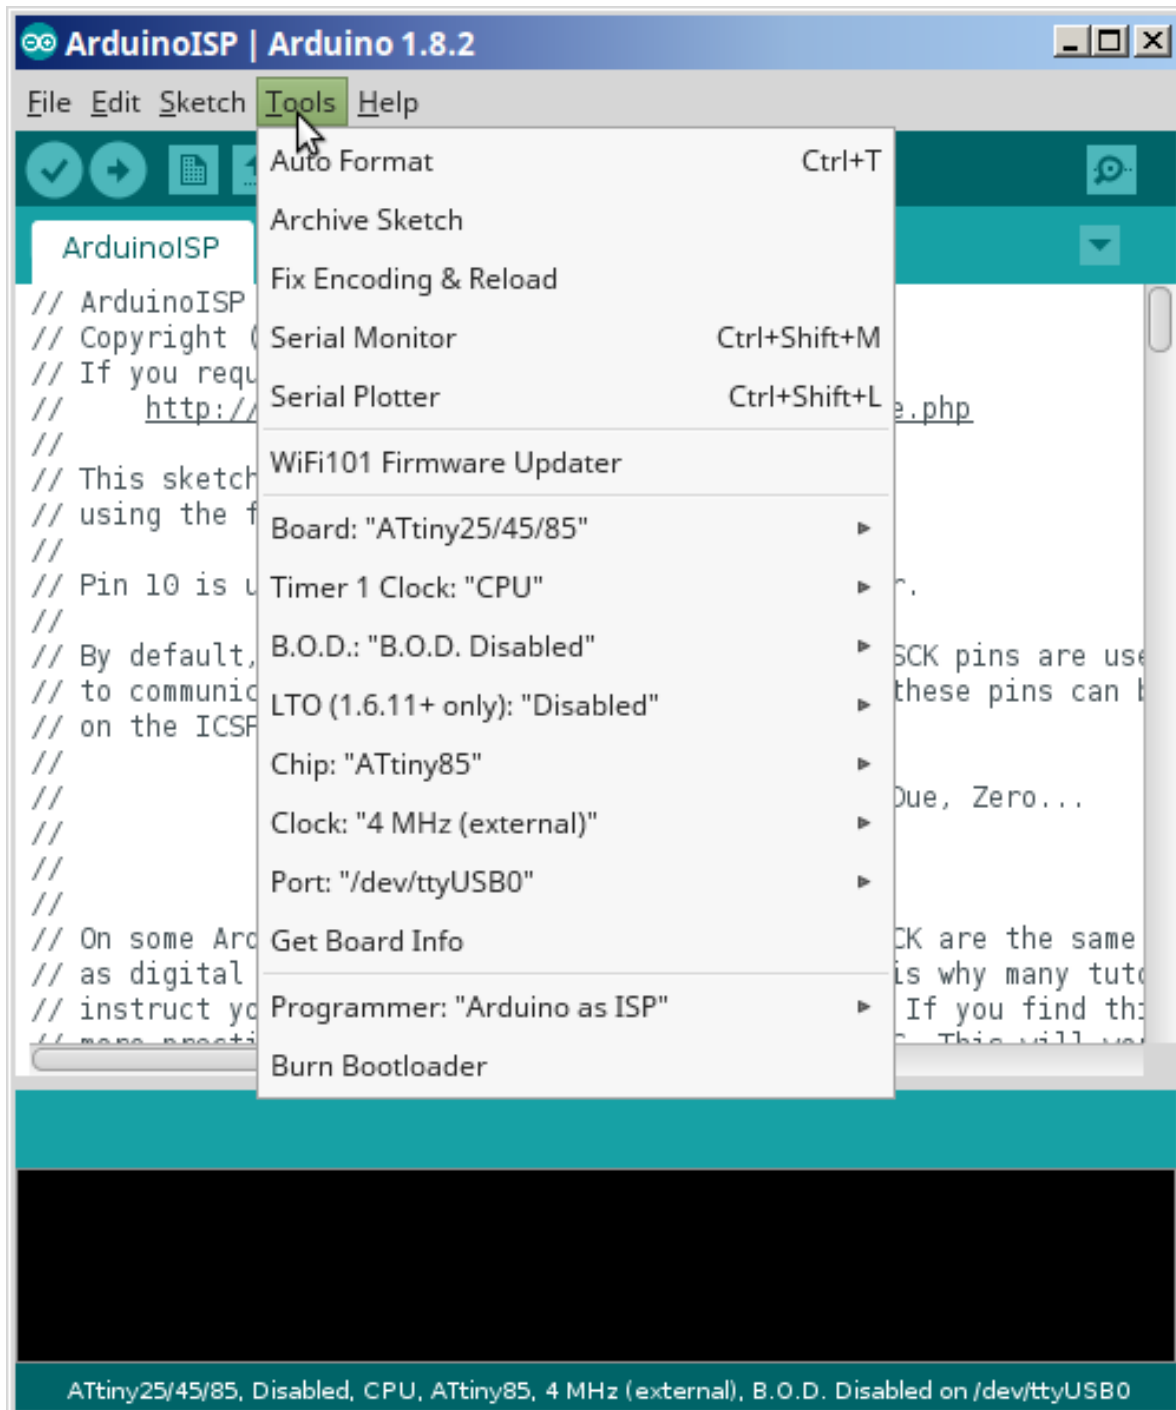 ArduinoISP | Arduino 1.8.2
File Edit Sketch Tools Help
Auto Format Ctrl+T
Archive Sketch
Fix Encoding & Reload
Serial Monitor Ctrl+Shift+M
Serial Plotter Ctrl+Shift+L
WiFi101 Firmware Updater
Board: "ATtiny25/45/85"
Timer 1 Clock: "CPU"
B.O.D.: "B.O.D. Disabled"
LTO (1.6.11+ only): "Disabled"
Chip: "ATtiny85"
Clock: "4 MHz (external)"
Port: "/dev/ttyUSB0"
Get Board Info
Programmer: "Arduino as ISP"
Burn Bootloader
ArduinoISP
// ArduinoISP
// Copyright (
// If you requ
// http:// e.php
//
// This sketch
// using the f
//
// Pin 10 is u r.
//
// By default, SCK pins are use
// to communic these pins can b
// on the ICSP
//
// Due, Zero...
//
//
//
// On some Ard CK are the same
// as digital is why many tuto
// instruct yo If you find thi
ATtiny25/45/85, Disabled, CPU, ATtiny85, 4 MHz (external), B.O.D. Disabled on /dev/ttyUSB0